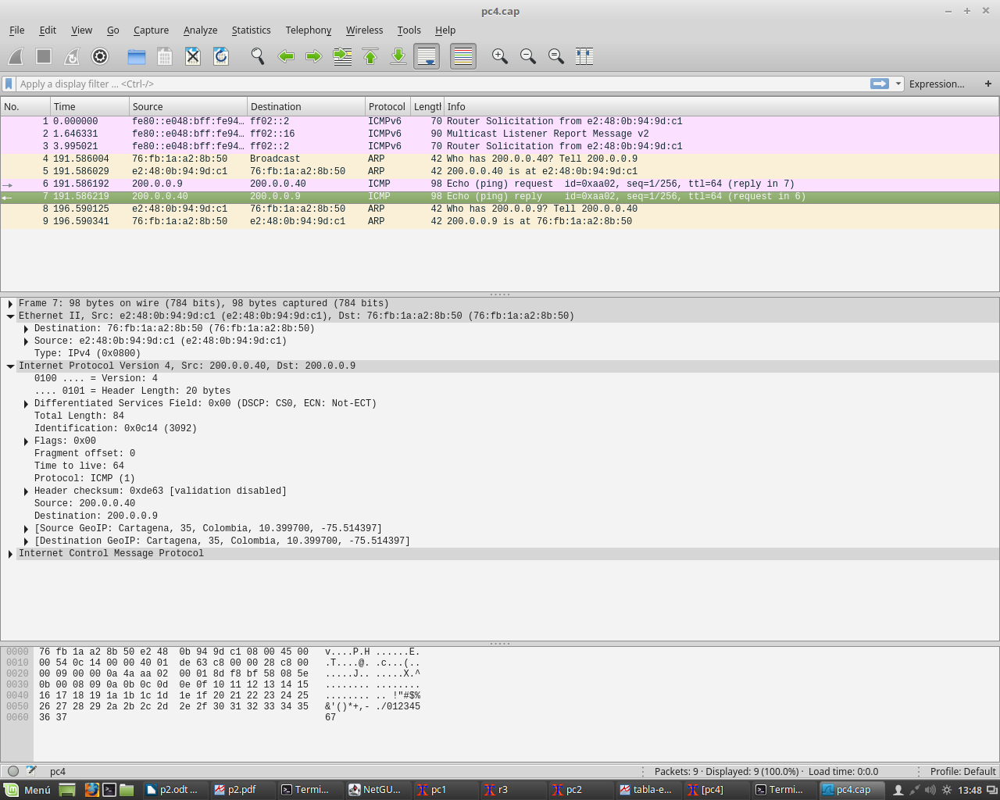 pc4.cap
File Edit View Go Capture Analyze Statistics Telephony Wireless Tools Help
Apply a display filter ... <Ctrl-/> Expression... +
No. Time Source Destination Protocol Length Info
1 0.000000 fe80::e048:bff:fe94… ff02::2 ICMPv6 70 Router Solicitation from e2:48:0b:94:9d:c1
2 1.646331 fe80::e048:bff:fe94… ff02::16 ICMPv6 90 Multicast Listener Report Message v2
3 3.995021 fe80::e048:bff:fe94… ff02::2 ICMPv6 70 Router Solicitation from e2:48:0b:94:9d:c1
4 191.586004 76:fb:1a:a2:8b:50 Broadcast ARP 42 Who has 200.0.0.40? Tell 200.0.0.9
5 191.586029 e2:48:0b:94:9d:c1 76:fb:1a:a2:8b:50 ARP 42 200.0.0.40 is at e2:48:0b:94:9d:c1
6 191.586192 200.0.0.9 200.0.0.40 ICMP 98 Echo (ping) request id=0xaa02, seq=1/256, ttl=64 (reply in 7)
7 191.586219 200.0.0.40 200.0.0.9 ICMP 98 Echo (ping) reply id=0xaa02, seq=1/256, ttl=64 (request in 6)
8 196.590125 e2:48:0b:94:9d:c1 76:fb:1a:a2:8b:50 ARP 42 Who has 200.0.0.9? Tell 200.0.0.40
9 196.590341 76:fb:1a:a2:8b:50 e2:48:0b:94:9d:c1 ARP 42 200.0.0.9 is at 76:fb:1a:a2:8b:50
Frame 7: 98 bytes on wire (784 bits), 98 bytes captured (784 bits)
Ethernet II, Src: e2:48:0b:94:9d:c1 (e2:48:0b:94:9d:c1), Dst: 76:fb:1a:a2:8b:50 (76:fb:1a:a2:8b:50)
Destination: 76:fb:1a:a2:8b:50 (76:fb:1a:a2:8b:50)
Source: e2:48:0b:94:9d:c1 (e2:48:0b:94:9d:c1)
Type: IPv4 (0x0800)
Internet Protocol Version 4, Src: 200.0.0.40, Dst: 200.0.0.9
0100 .... = Version: 4
.... 0101 = Header Length: 20 bytes
Differentiated Services Field: 0x00 (DSCP: CS0, ECN: Not-ECT)
Total Length: 84
Identification: 0x0c14 (3092)
Flags: 0x00
Fragment offset: 0
Time to live: 64
Protocol: ICMP (1)
Header checksum: 0xde63 [validation disabled]
Source: 200.0.0.40
Destination: 200.0.0.9
[Source GeoIP: Cartagena, 35, Colombia, 10.399700, -75.514397]
[Destination GeoIP: Cartagena, 35, Colombia, 10.399700, -75.514397]
Internet Control Message Protocol
0000 76 fb 1a a2 8b 50 e2 48 0b 94 9d c1 08 00 45 00 v....P.H ......E.
0010 00 54 0c 14 00 00 40 01 de 63 c8 00 00 28 c8 00 .T....@. .c...(..
0020 00 09 00 00 0a 4a aa 02 00 01 8d f8 bf 58 08 5e .....J.. .....X.^
0030 0b 00 08 09 0a 0b 0c 0d 0e 0f 10 11 12 13 14 15 ........ ........
0040 16 17 18 19 1a 1b 1c 1d 1e 1f 20 21 22 23 24 25 ........ .. !"#$%
0050 26 27 28 29 2a 2b 2c 2d 2e 2f 30 31 32 33 34 35 &'()*+,- ./012345
0060 36 37 67
pc4 Packets: 9 · Displayed: 9 (100.0%) · Load time: 0:0.0 Profile: Default
Menú p2.odt ... p2.pdf Termi... NetGU... pc1 r3 pc2 tabla-e... [pc4] Termi... pc4.cap 13:48